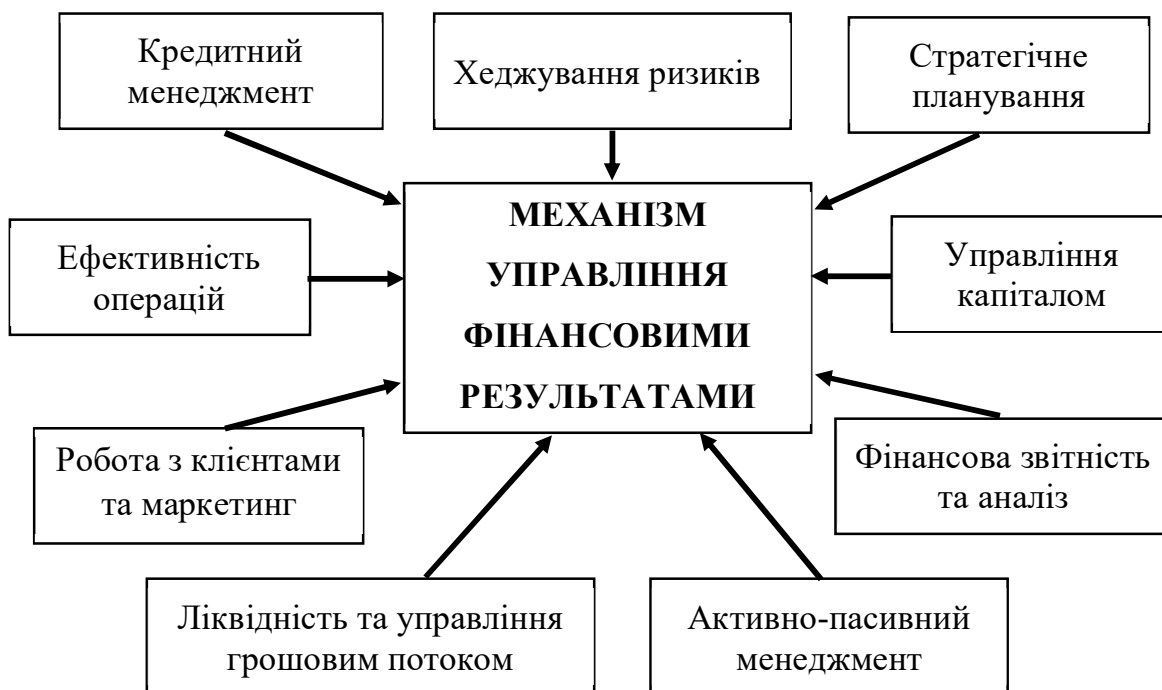 Кредитний
менеджмент
Хеджування ризиків
Стратегічне
планування
МЕХАНІЗМ
УПРАВЛІННЯ
ФІНАНСОВИМИ
РЕЗУЛЬТАТАМИ
Ефективність
операцій
Управління
капіталом
Робота з клієнтами
та маркетинг
Фінансова звітність
та аналіз
Ліквідність та управління
грошовим потоком
Активно-пасивний
менеджмент